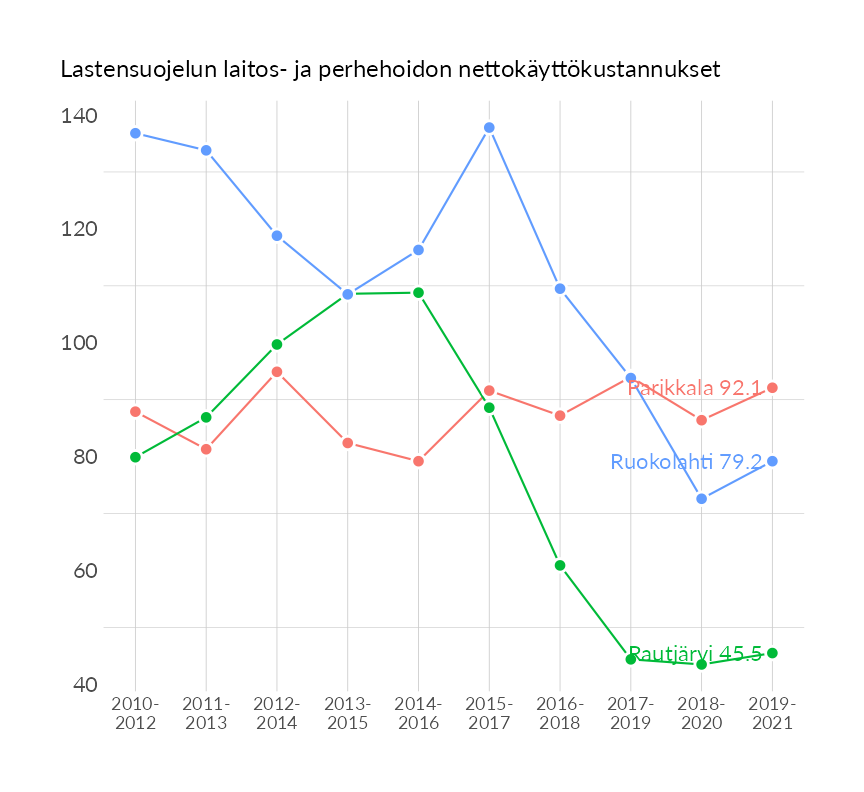 Lastensuojelun laitos- ja perhehoidon nettokäyttökustannukset
140
120
100
80
60
40
Parikkala 92.1
Ruokolahti 79.2
Rautjärvi 45.5
2010- 2011- 2012- 2013- 2014- 2015- 2016- 2017- 2018- 2019-
2012 2013 2014 2015 2016 2017 2018 2019 2020 2021